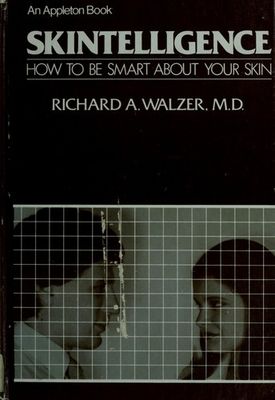 An Appleton Book
SKINTELLIGENCE
HOW TO BE SMART ABOUT YOUR SKIN
RICHARD A. WALZER, M.D.